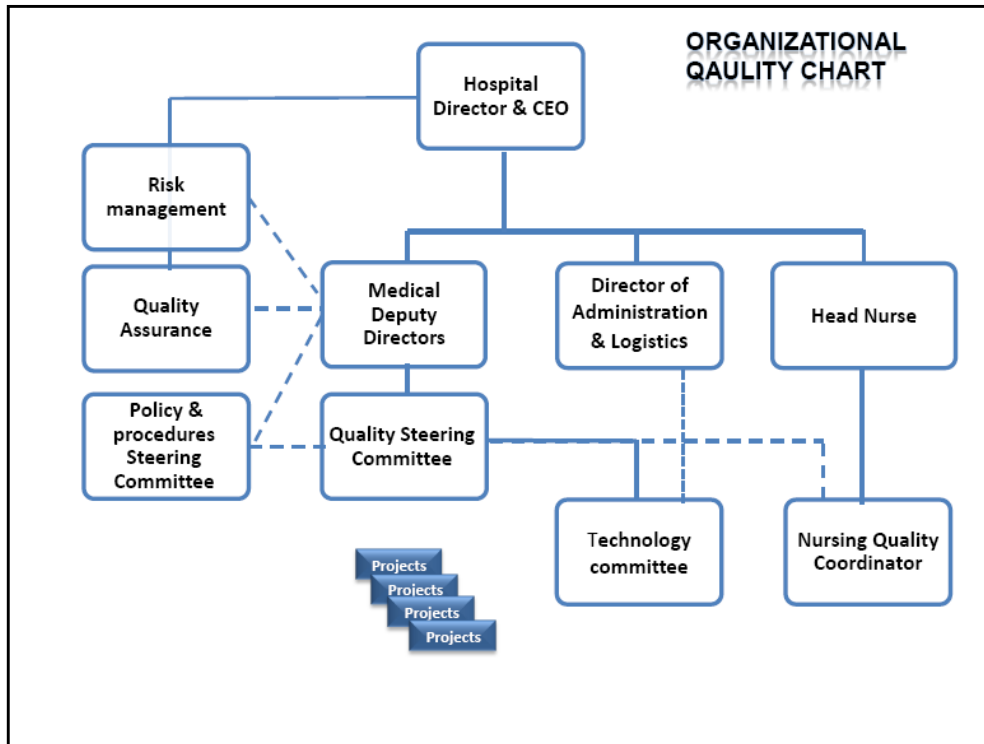 ORGANIZATIONAL
QAULITY CHART
Hospital
Director & CEO
Risk
management
Quality
Assurance
Medical
Deputy
Directors
Director of
Administration
& Logistics
Head Nurse
Policy &
procedures
Steering
Committee
Quality Steering
Committee
Technology
committee
Nursing Quality
Coordinator
Projects
Projects
Projects
Projects